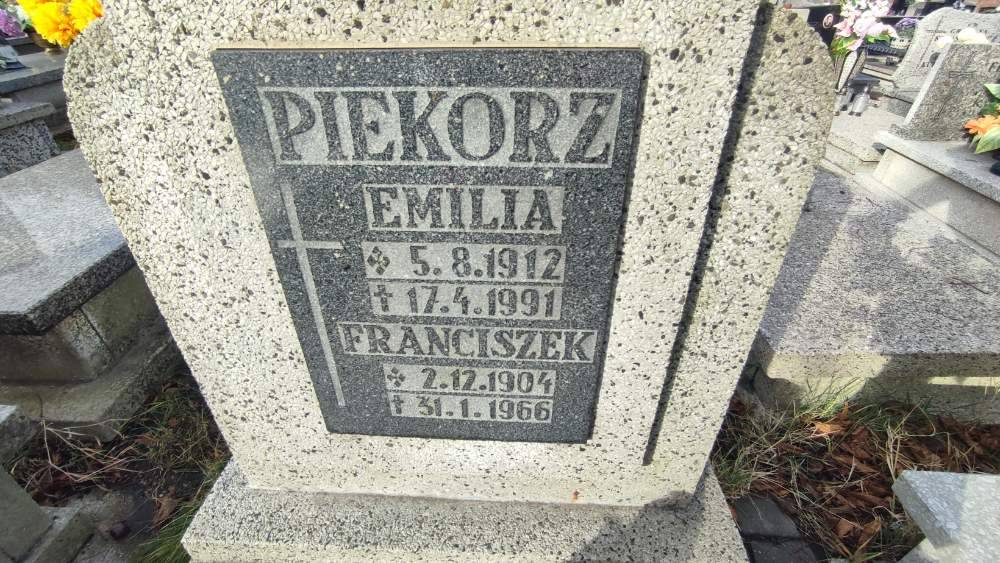 PIEKORZ
EMILIA
5.8.1912
† 17.4.1991
FRANCISZEK
2.12.1904
† 31.1.1966